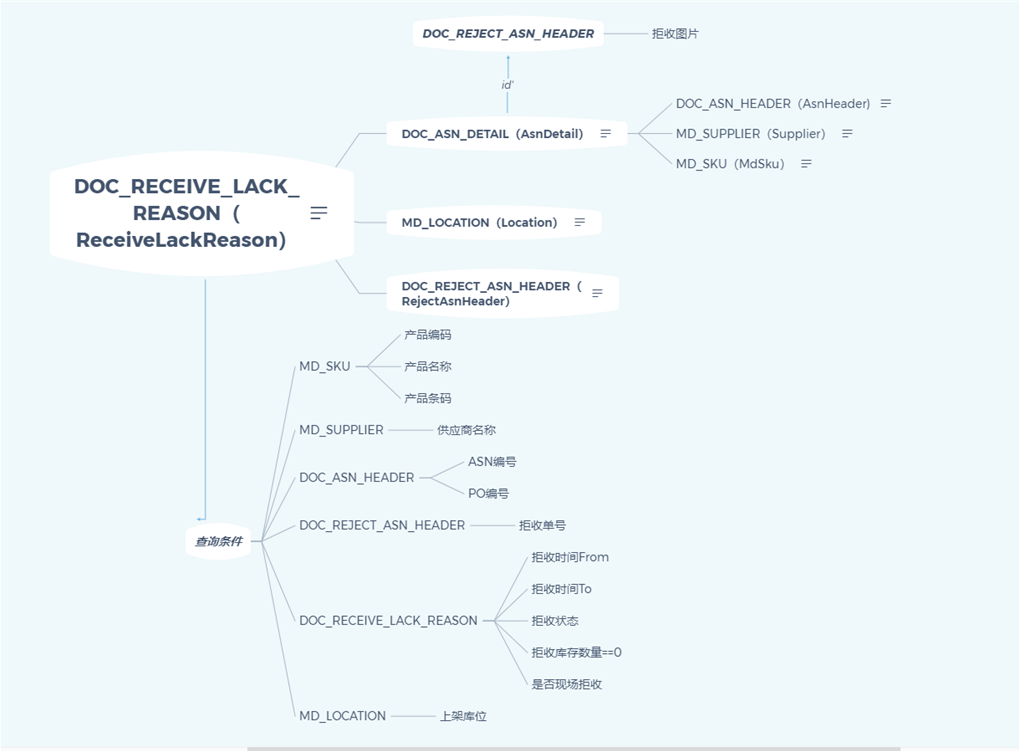 DOC_REJECT_ASN_HEADER
拒收图片
id'
DOC_ASN_HEADER（AsnHeader)
DOC_ASN_DETAIL（AsnDetail）
MD_SUPPLIER（Supplier）
MD_SKU（MdSku）
DOC_RECEIVE_LACK_
REASON（
ReceiveLackReason）
MD_LOCATION（Location）
DOC_REJECT_ASN_HEADER（
RejectAsnHeader）
查询条件
MD_SKU
产品编码
产品名称
产品条码
MD_SUPPLIER
供应商名称
DOC_ASN_HEADER
ASN编号
PO编号
DOC_REJECT_ASN_HEADER
拒收单号
DOC_RECEIVE_LACK_REASON
拒收时间From
拒收时间To
拒收状态
拒收库存数量==0
是否现场拒收
MD_LOCATION
上架库位